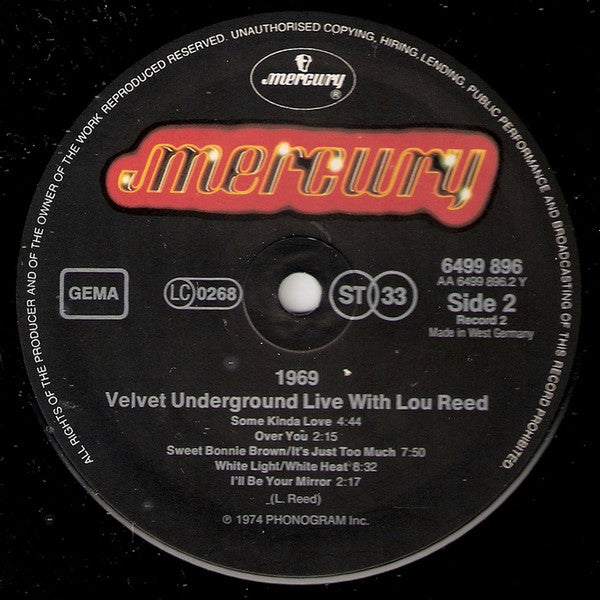 ALL RIGHTS OF THE PRODUCER AND OF THE OWNER OF THE WORK REPRODUCED RESERVED. UNAUTHORISED COPYING, HIRING, LENDING, PUBLIC PERFORMANCE AND BROADCASTING OF THIS RECORD PROHIBITED.
mercury
®
mercury
GEMA
LC 0268
ST 33
6499 896
AA 6499 896.2 Y
Side 2
Record 2
Made in West Germany
1969
Velvet Underground Live With Lou Reed
Some Kinda Love 4:44
Over You 2:15
Sweet Bonnie Brown/It's Just Too Much 7:50
White Light/White Heat 8:32
I'll Be Your Mirror 2:17
(L. Reed)
℗ 1974 PHONOGRAM Inc.